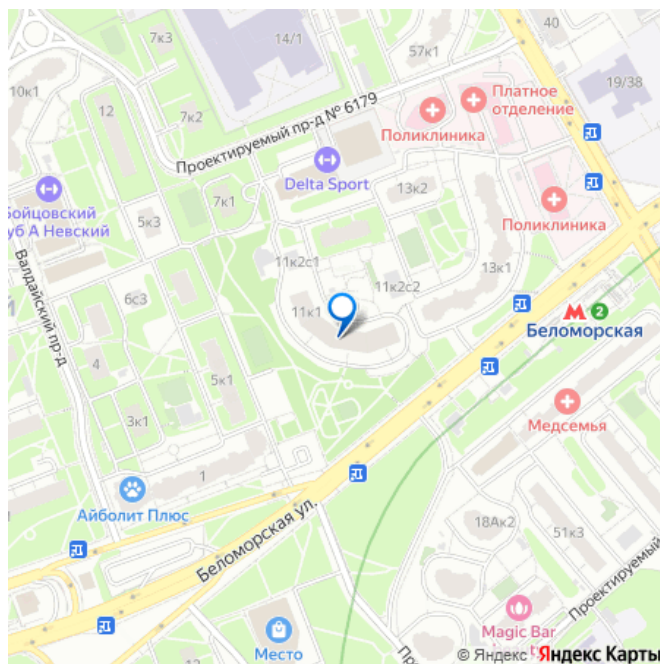 40
7к3
14/1
57к1
10к1
19/38
12
7к2
Проектируемый пр-д № 6179
Платное
отделение
Поликлиника
Delta Sport
Бойцовский
уб А Невский
7к1
13к2
5к3
Поликлиника
Валдайский пр-д
11к2с1
13к1
11к2с2
6с3
11к1
М 2
Беломорская
4
5к1
3к1
Медсемья
1
Айболит Плюс
Беломорская ул.
18Ак2
51к3
Проектируемый
Magic Bar
Место
© Яндекс Яндекс Карты